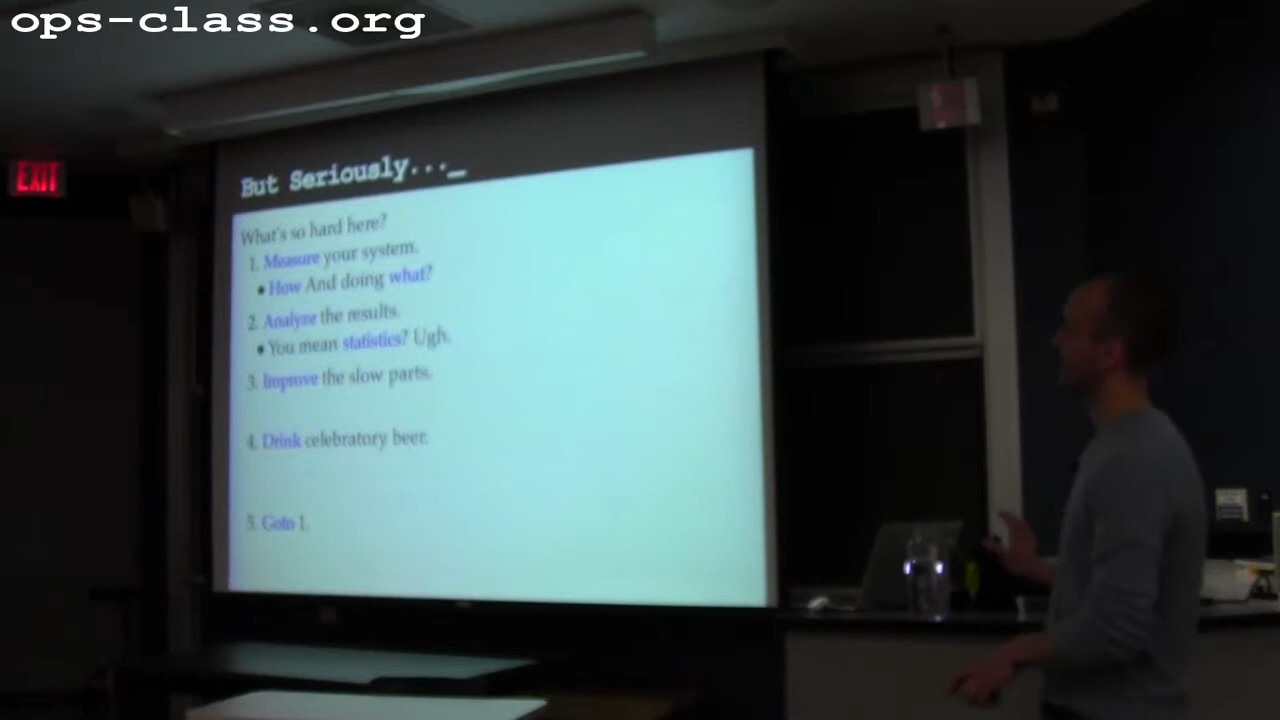 ops-class.org
EXIT
But Seriously..._
What's so hard here?
1. Measure your system.
• How And doing what?
2. Analyze the results.
• You mean statistics? Ugh.
3. Improve the slow parts.
4. Drink celebratory beer.
5. Goto 1.